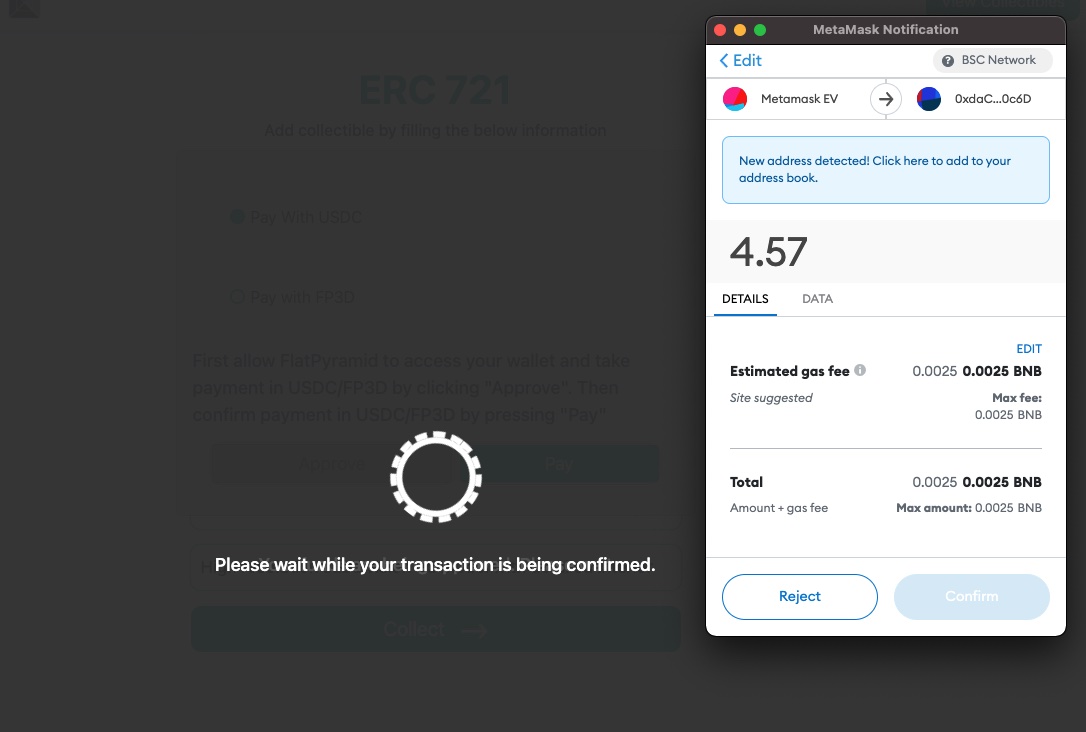 ERC 721
Add collectible by filling the below information
Pay With USDC
Pay with FP3D
First allow FlatPyramid to access your wallet and take
payment in USDC/FP3D by clicking "Approve". Then
confirm payment in USDC/FP3D by pressing "Pay"
Approve
Pay
Please wait while your transaction is being confirmed.
Collect
MetaMask Notification
Edit
BSC Network
Metamask EV
0xdaC...0c6D
New address detected! Click here to add to your
address book.
4.57
DETAILS DATA
EDIT
Estimated gas fee 0.0025 0.0025 BNB
Site suggested Max fee:
0.0025 BNB
Total 0.0025 0.0025 BNB
Amount + gas fee Max amount: 0.0025 BNB
Reject Confirm